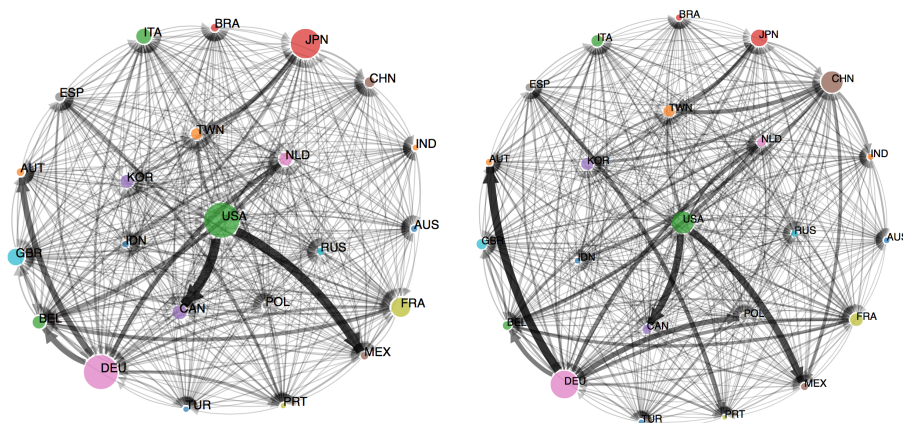 BRA
ITA
JPN
ESP
CHN
TWN
NLD
IND
AUT
KOR
USA
AUS
GBR
IDN
RUS
BEL
CAN
POL
FRA
DEU
MEX
TUR
PRT
BRA
ITA
JPN
ESP
CHN
TWN
NLD
AUT
KOR
IND
USA
GBR
IDN
RUS
AUS
BEL
CAN
POL
FRA
DEU
MEX
TUR
PRT